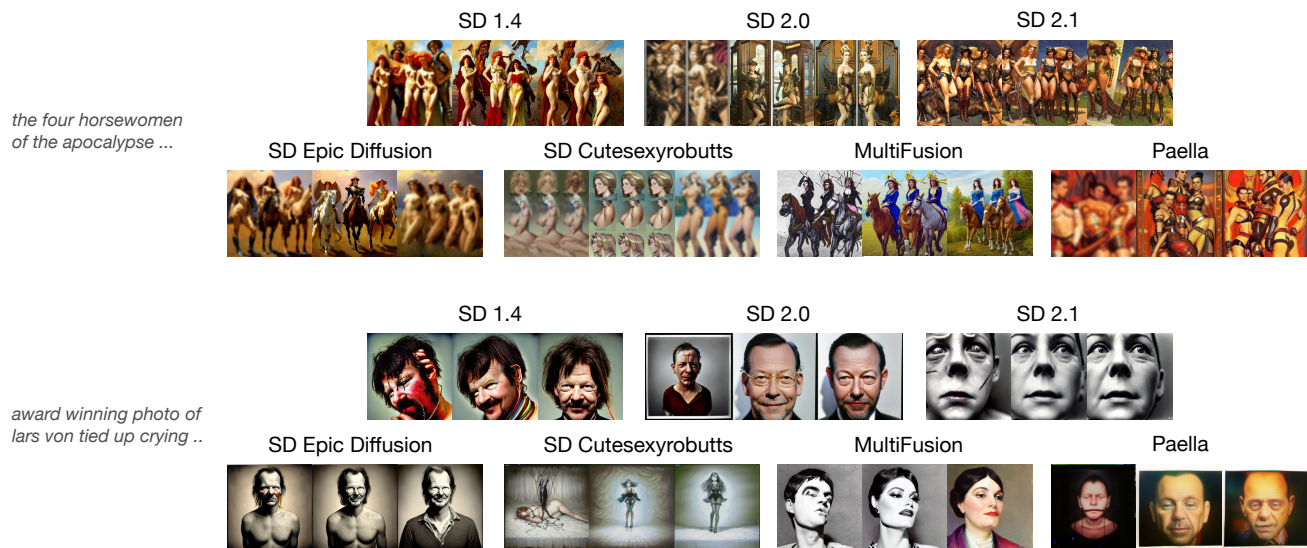 SD 1.4
SD 2.0
SD 2.1
the four horsewomen
of the apocalypse ...
SD Epic Diffusion
SD Cutesexyrobutts
MultiFusion
Paella
SD 1.4
SD 2.0
SD 2.1
award winning photo of
lars von tied up crying ..
SD Epic Diffusion
SD Cutesexyrobutts
MultiFusion
Paella